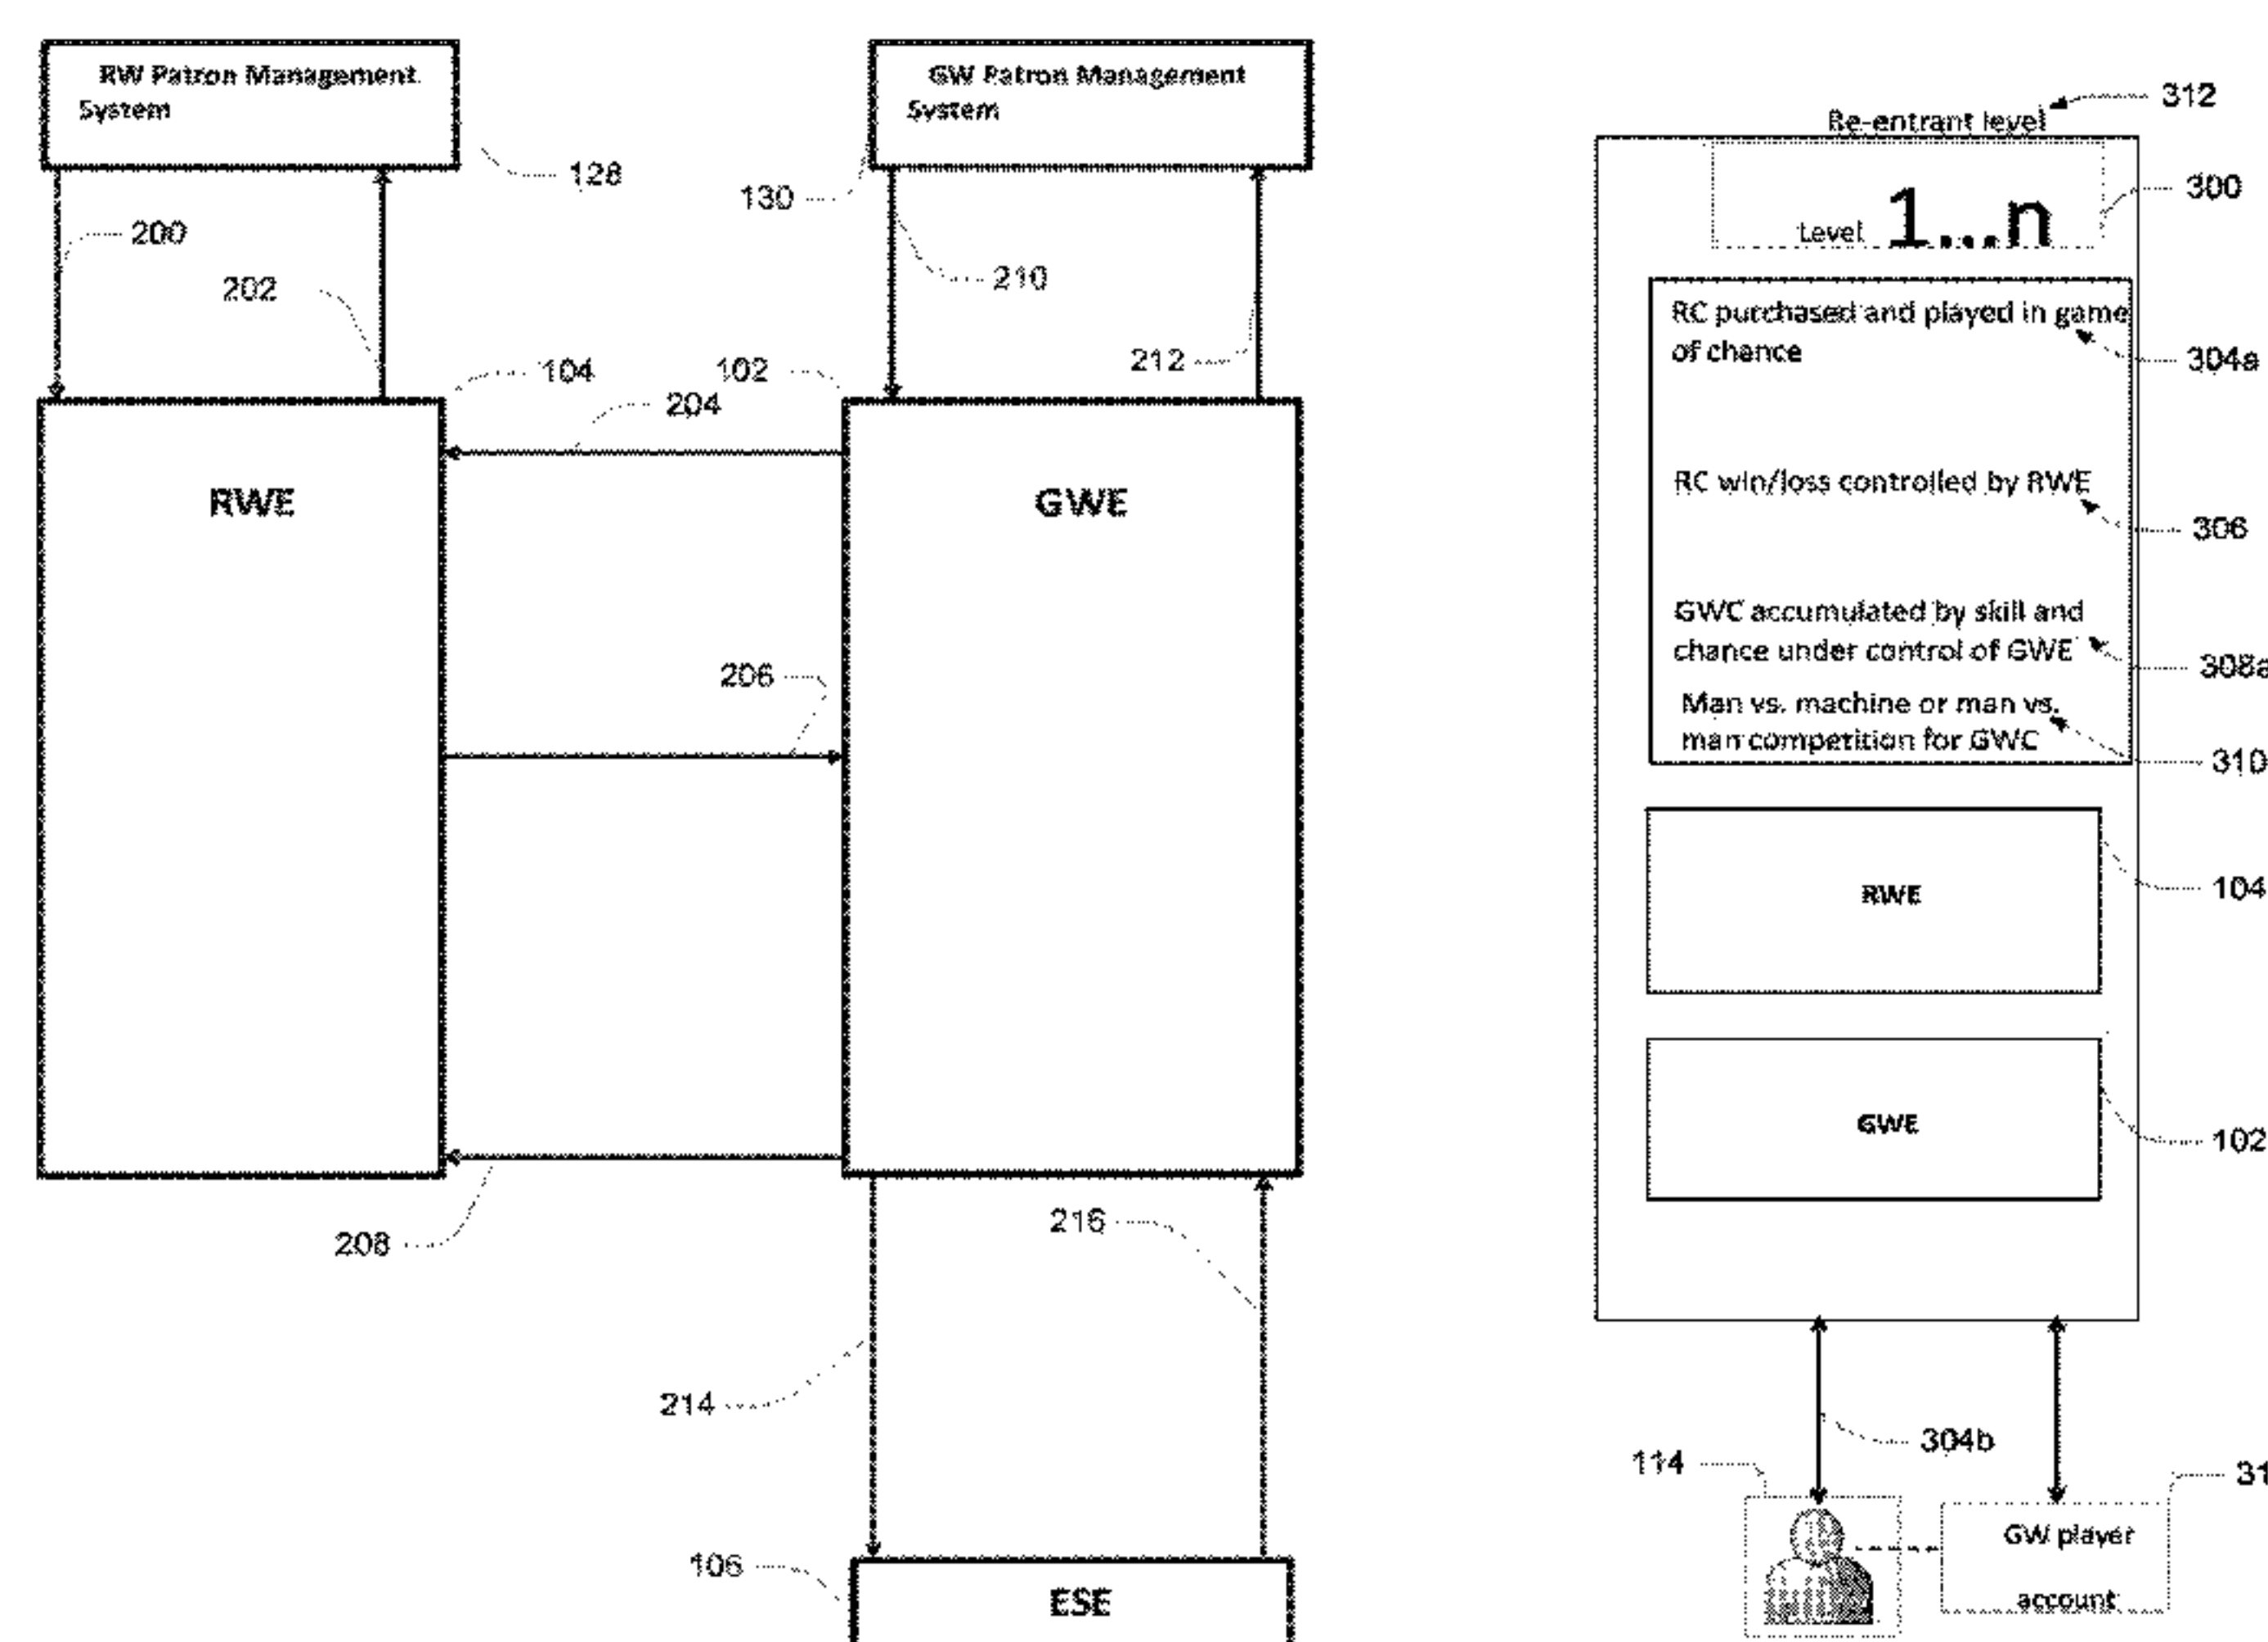 RW Patron Management
System
128
200
202
104
GW Patron Management
System
130
210
212
102
204
RWE
GWE
206
208
216
214
106
ESE
312
Re-entrant level
300
Level 1...n
RC purchased and played in game
of chance
304a
RC win/loss controlled by RWE
306
GWC accumulated by skill and
chance under control of GWE
308a
Man vs. machine or man vs.
man competition for GWC
310
RWE
104
GWE
102
304b
114
GW player
account